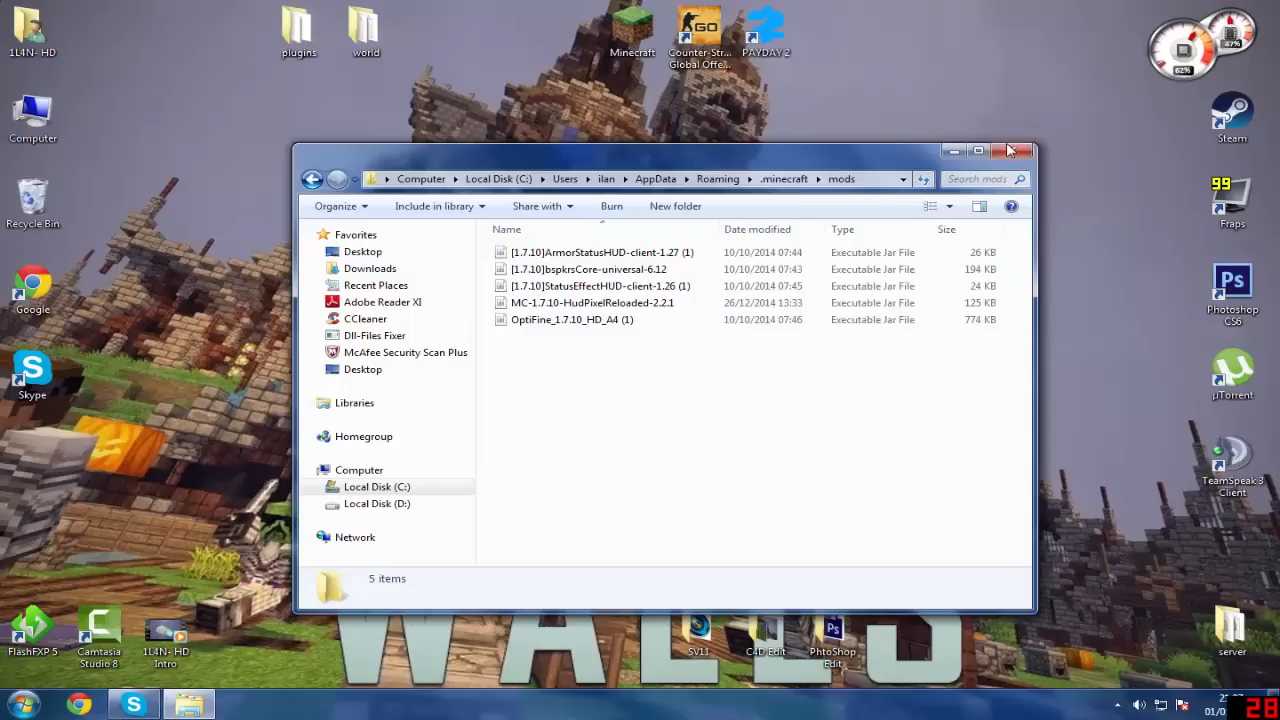 1L4N- HD
plugins
world
Minecraft
GO
Counter-Str... Global Offe...
PAYDAY 2
47%
62%
Computer
Steam
Recycle Bin
99
Fraps
Google
Ps
Photoshop CS6
Skype
µTorrent
TeamSpeak 3 Client
Computer Local Disk (C:) Users ilan AppData Roaming .minecraft mods
Search mods
Organize Include in library Share with Burn New folder
Name Date modified Type Size
Favorites
Desktop
Downloads
Recent Places
Adobe Reader XI
CCleaner
Dll-Files Fixer
McAfee Security Scan Plus
Desktop
Libraries
Homegroup
Computer
Local Disk (C:)
Local Disk (D:)
Network
[1.7.10]ArmorStatusHUD-client-1.27 (1) 10/10/2014 07:44 Executable Jar File 26 KB
[1.7.10]bspkrsCore-universal-6.12 10/10/2014 07:43 Executable Jar File 194 KB
[1.7.10]StatusEffectHUD-client-1.26 (1) 10/10/2014 07:45 Executable Jar File 24 KB
MC-1.7.10-HudPixelReloaded-2.2.1 26/12/2014 13:33 Executable Jar File 125 KB
OptiFine_1.7.10_HD_A4 (1) 10/10/2014 07:46 Executable Jar File 774 KB
5 items
FlashFXP 5
Camtasia Studio 8
1L4N- HD Intro
WALLS
SV11
C4D Edit
Ps
PhtoShop Edit
server
28